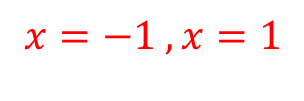 x = −1 , x = 1